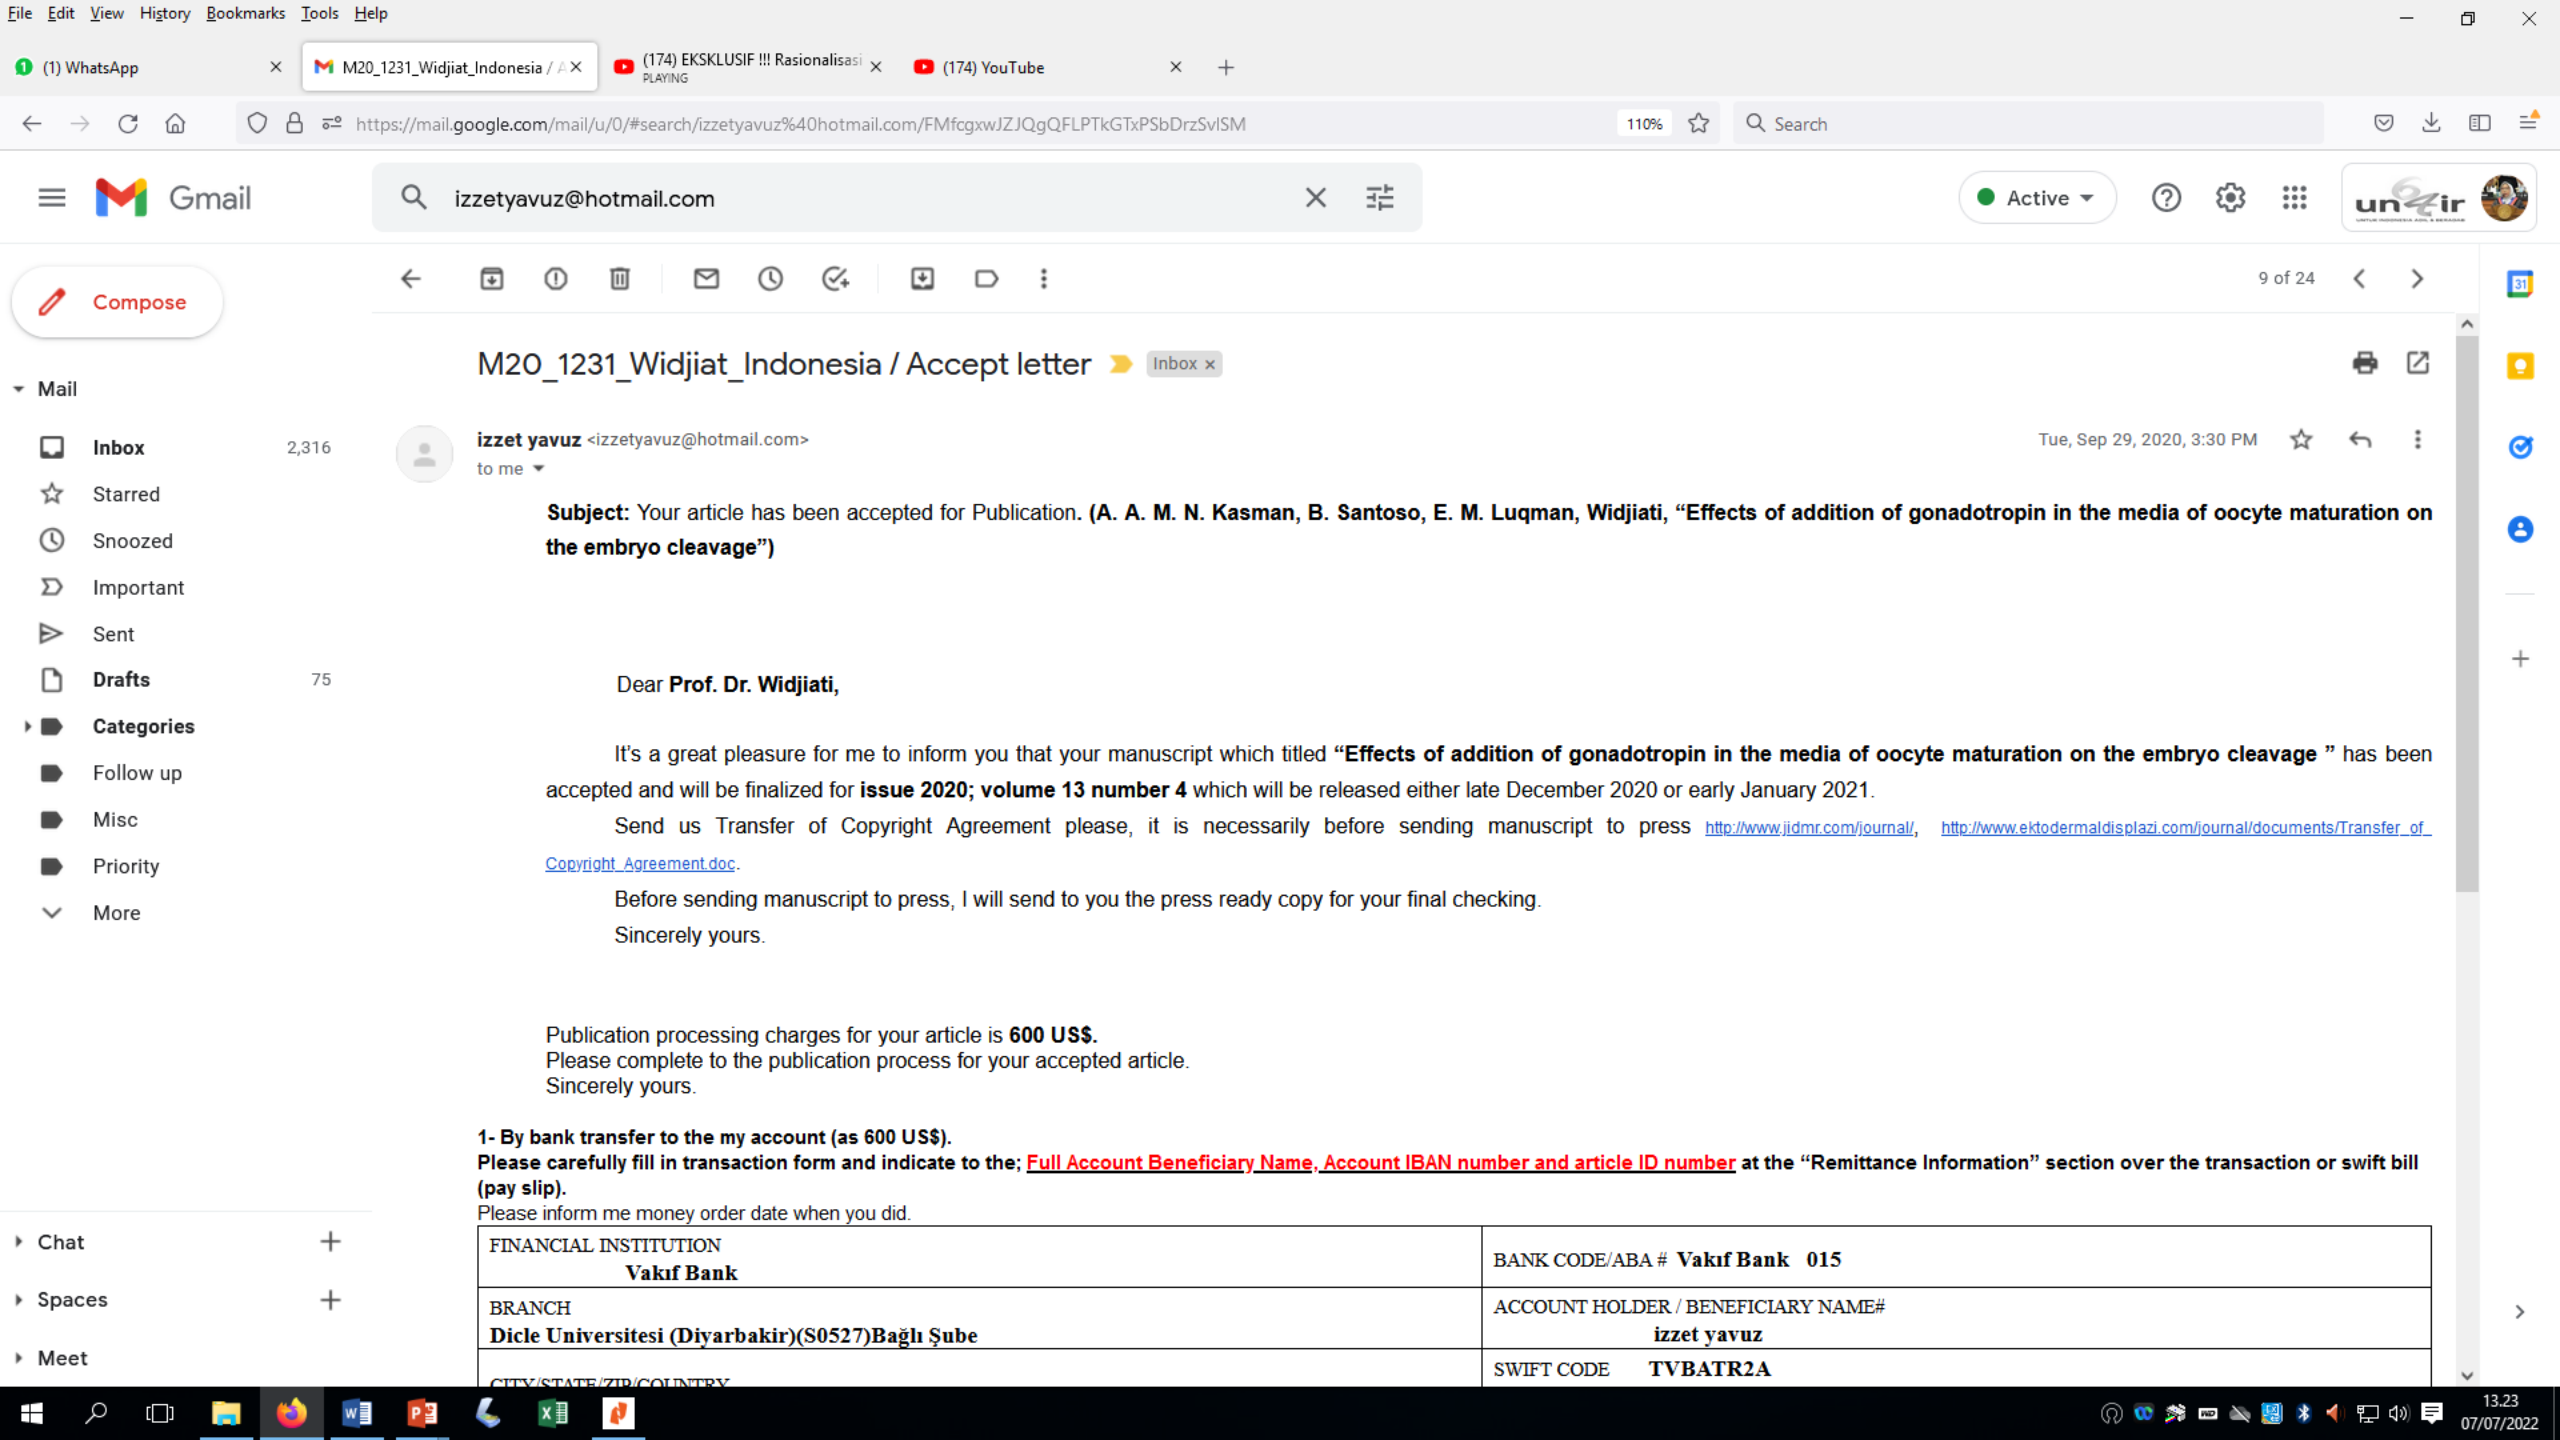 File Edit View History Bookmarks Tools Help
(1) WhatsApp
M20_1231_Widjiat_Indonesia / A
(174) EKSKLUSIF !!! Rasionalisasi
PLAYING
(174) YouTube
https://mail.google.com/mail/u/0/#search/izzetyavuz%40hotmail.com/FMfcgxwJZJQgQFLPTkGTxPSbDrzSvlSM
110%
Search
Gmail
izzetyavuz@hotmail.com
Active
9 of 24
Compose
M20_1231_Widjiat_Indonesia / Accept letter
Inbox x
Mail
izzet yavuz <izzetyavuz@hotmail.com>
Tue, Sep 29, 2020, 3:30 PM
to me
Inbox 2,316
Starred
Snoozed
Important
Sent
Drafts 75
Categories
Follow up
Misc
Priority
More
Chat
Spaces
Meet
Subject: Your article has been accepted for Publication. (A. A. M. N. Kasman, B. Santoso, E. M. Luqman, Widjiati, “Effects of addition of gonadotropin in the media of oocyte maturation on
the embryo cleavage”)
Dear Prof. Dr. Widjiati,
It’s a great pleasure for me to inform you that your manuscript which titled “Effects of addition of gonadotropin in the media of oocyte maturation on the embryo cleavage ” has been
accepted and will be finalized for issue 2020; volume 13 number 4 which will be released either late December 2020 or early January 2021.
Send us Transfer of Copyright Agreement please, it is necessarily before sending manuscript to press http://www.jidmr.com/journal/, http://www.ektodermaldisplazi.com/journal/documents/Transfer_of_
Copyright_Agreement.doc.
Before sending manuscript to press, I will send to you the press ready copy for your final checking.
Sincerely yours.
Publication processing charges for your article is 600 US$.
Please complete to the publication process for your accepted article.
Sincerely yours.
1- By bank transfer to the my account (as 600 US$).
Please carefully fill in transaction form and indicate to the; Full Account Beneficiary Name, Account IBAN number and article ID number at the “Remittance Information” section over the transaction or swift bill
(pay slip).
Please inform me money order date when you did.
FINANCIAL INSTITUTION
Vakıf Bank
BANK CODE/ABA # Vakıf Bank 015
BRANCH
Dicle Universitesi (Diyarbakir)(S0527)Bağlı Şube
ACCOUNT HOLDER / BENEFICIARY NAME#
izzet yavuz
CITY/STATE/ZIP/COUNTRY
SWIFT CODE TVBATR2A
13.23
07/07/2022